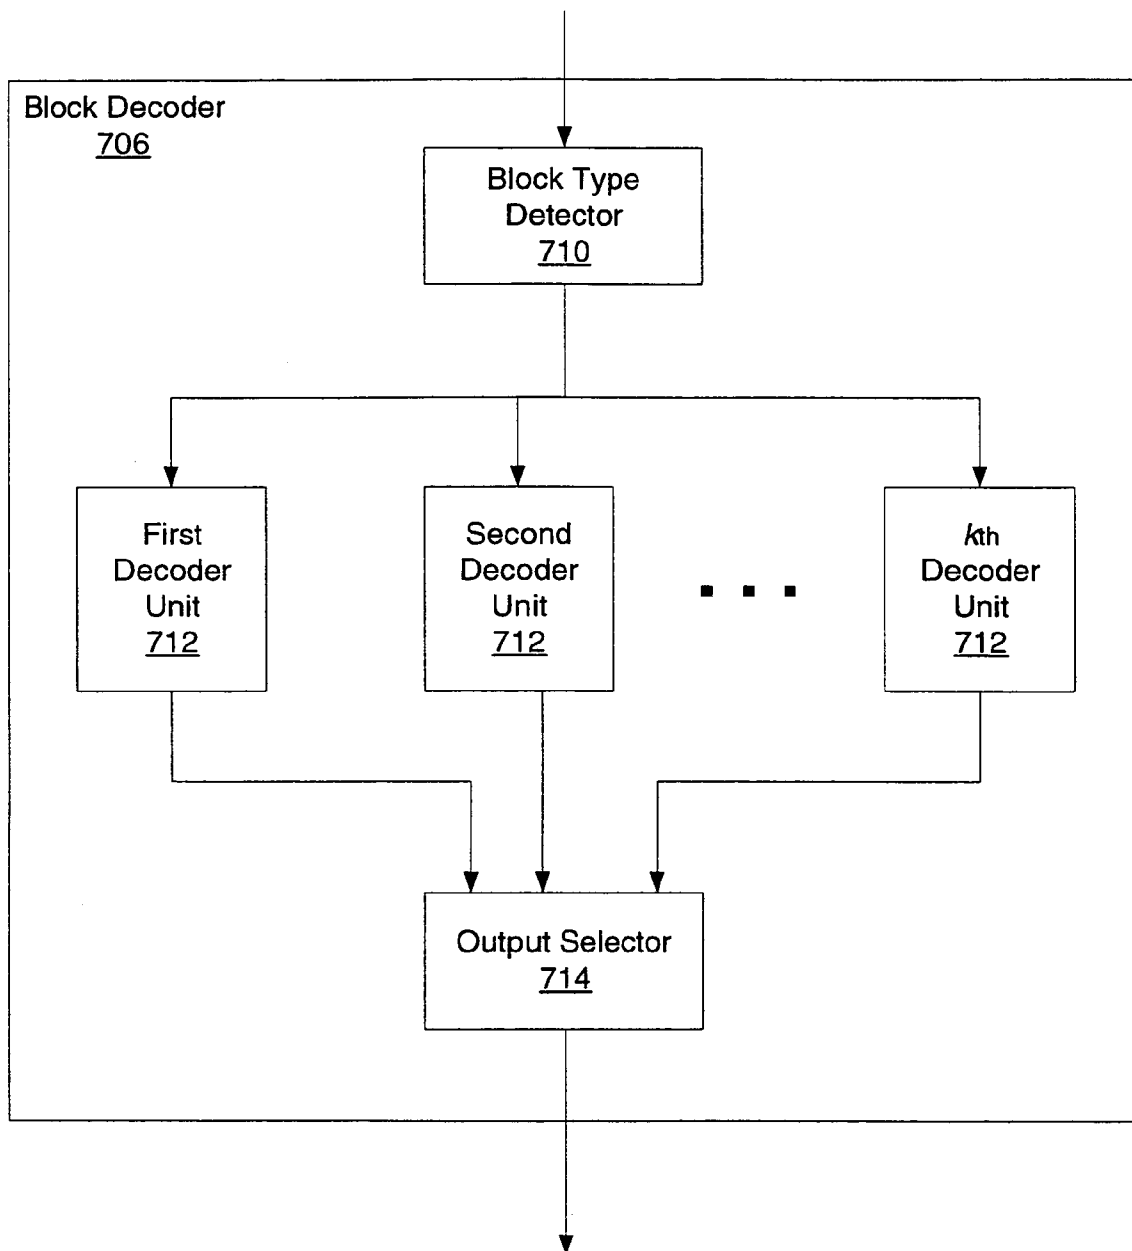 Block Decoder
706
Block Type
Detector
710
First
Decoder
Unit
712
Second
Decoder
Unit
712
kth
Decoder
Unit
712
Output Selector
714